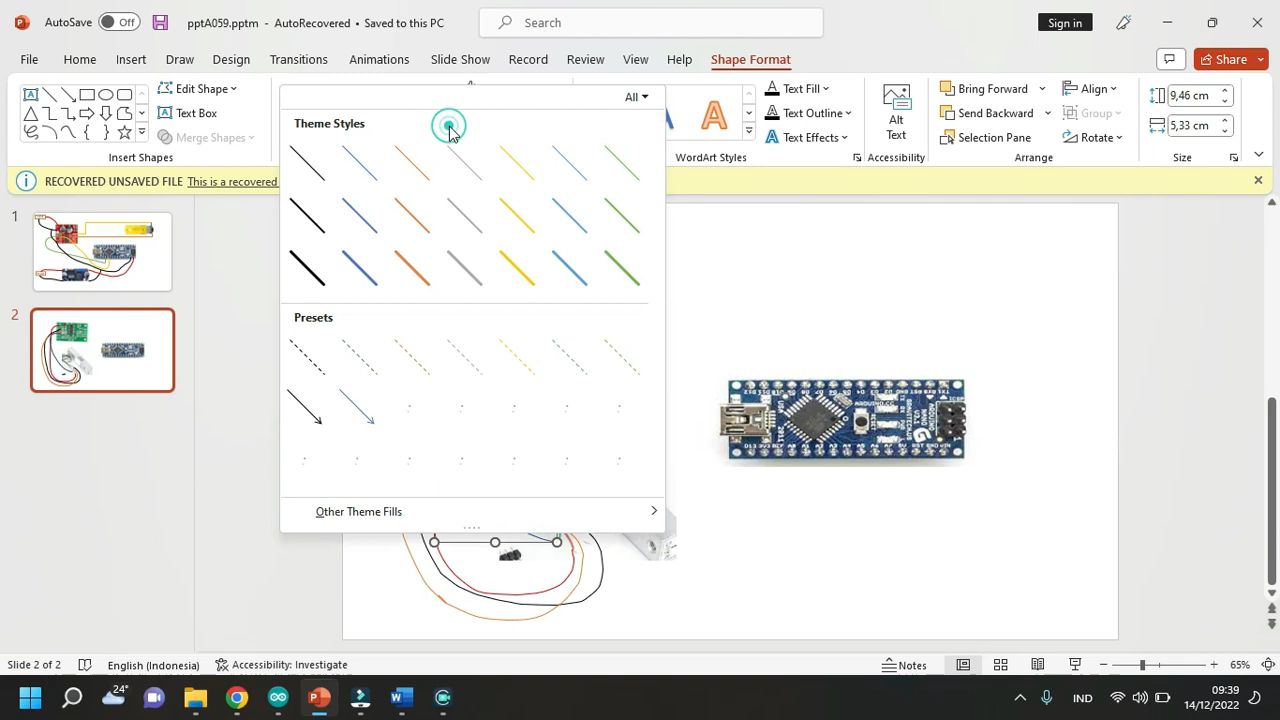 AutoSave Off pptA059.pptm - AutoRecovered • Saved to this PC Search Sign in
File Home Insert Draw Design Transitions Animations Slide Show Record Review View Help Shape Format Share
Edit Shape
Text Box
Merge Shapes
Insert Shapes
All
Theme Styles
Presets
Other Theme Fills
Text Fill
Text Outline
Text Effects
WordArt Styles
Alt
Text
Accessibility
Bring Forward
Send Backward
Selection Pane
Align
Group
Rotate
Arrange
9,46 cm
5,33 cm
Size
RECOVERED UNSAVED FILE This is a recovered
1
2
Slide 2 of 2 English (Indonesia) Accessibility: Investigate Notes 65%
24° IND 09:39
14/12/2022